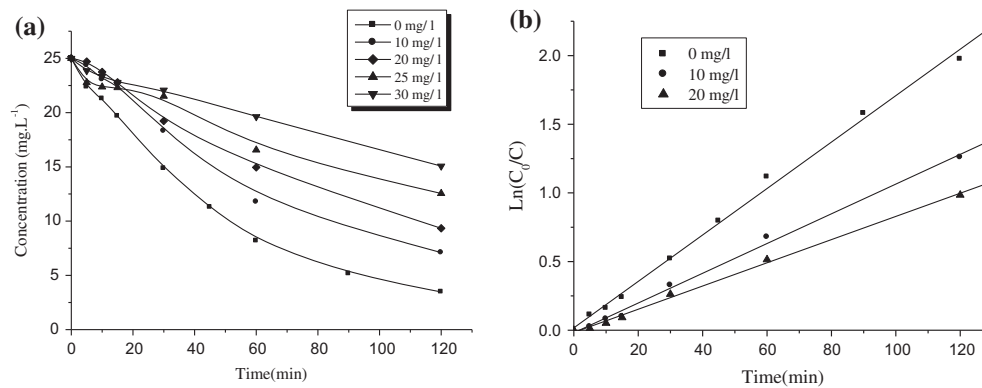 (a)
0 mg/ l
10 mg/ l
20 mg/ l
25 mg/ l
30 mg/ l
30
25
20
15
10
5
0
Concentration (mg.L-1)
0 20 40 60 80 100 120
Time(min)
(b)
0 mg/l
10 mg/l
20 mg/l
2.0
1.5
1.0
0.5
0.0
Ln(C0/C)
0 20 40 60 80 100 120
Time(min)